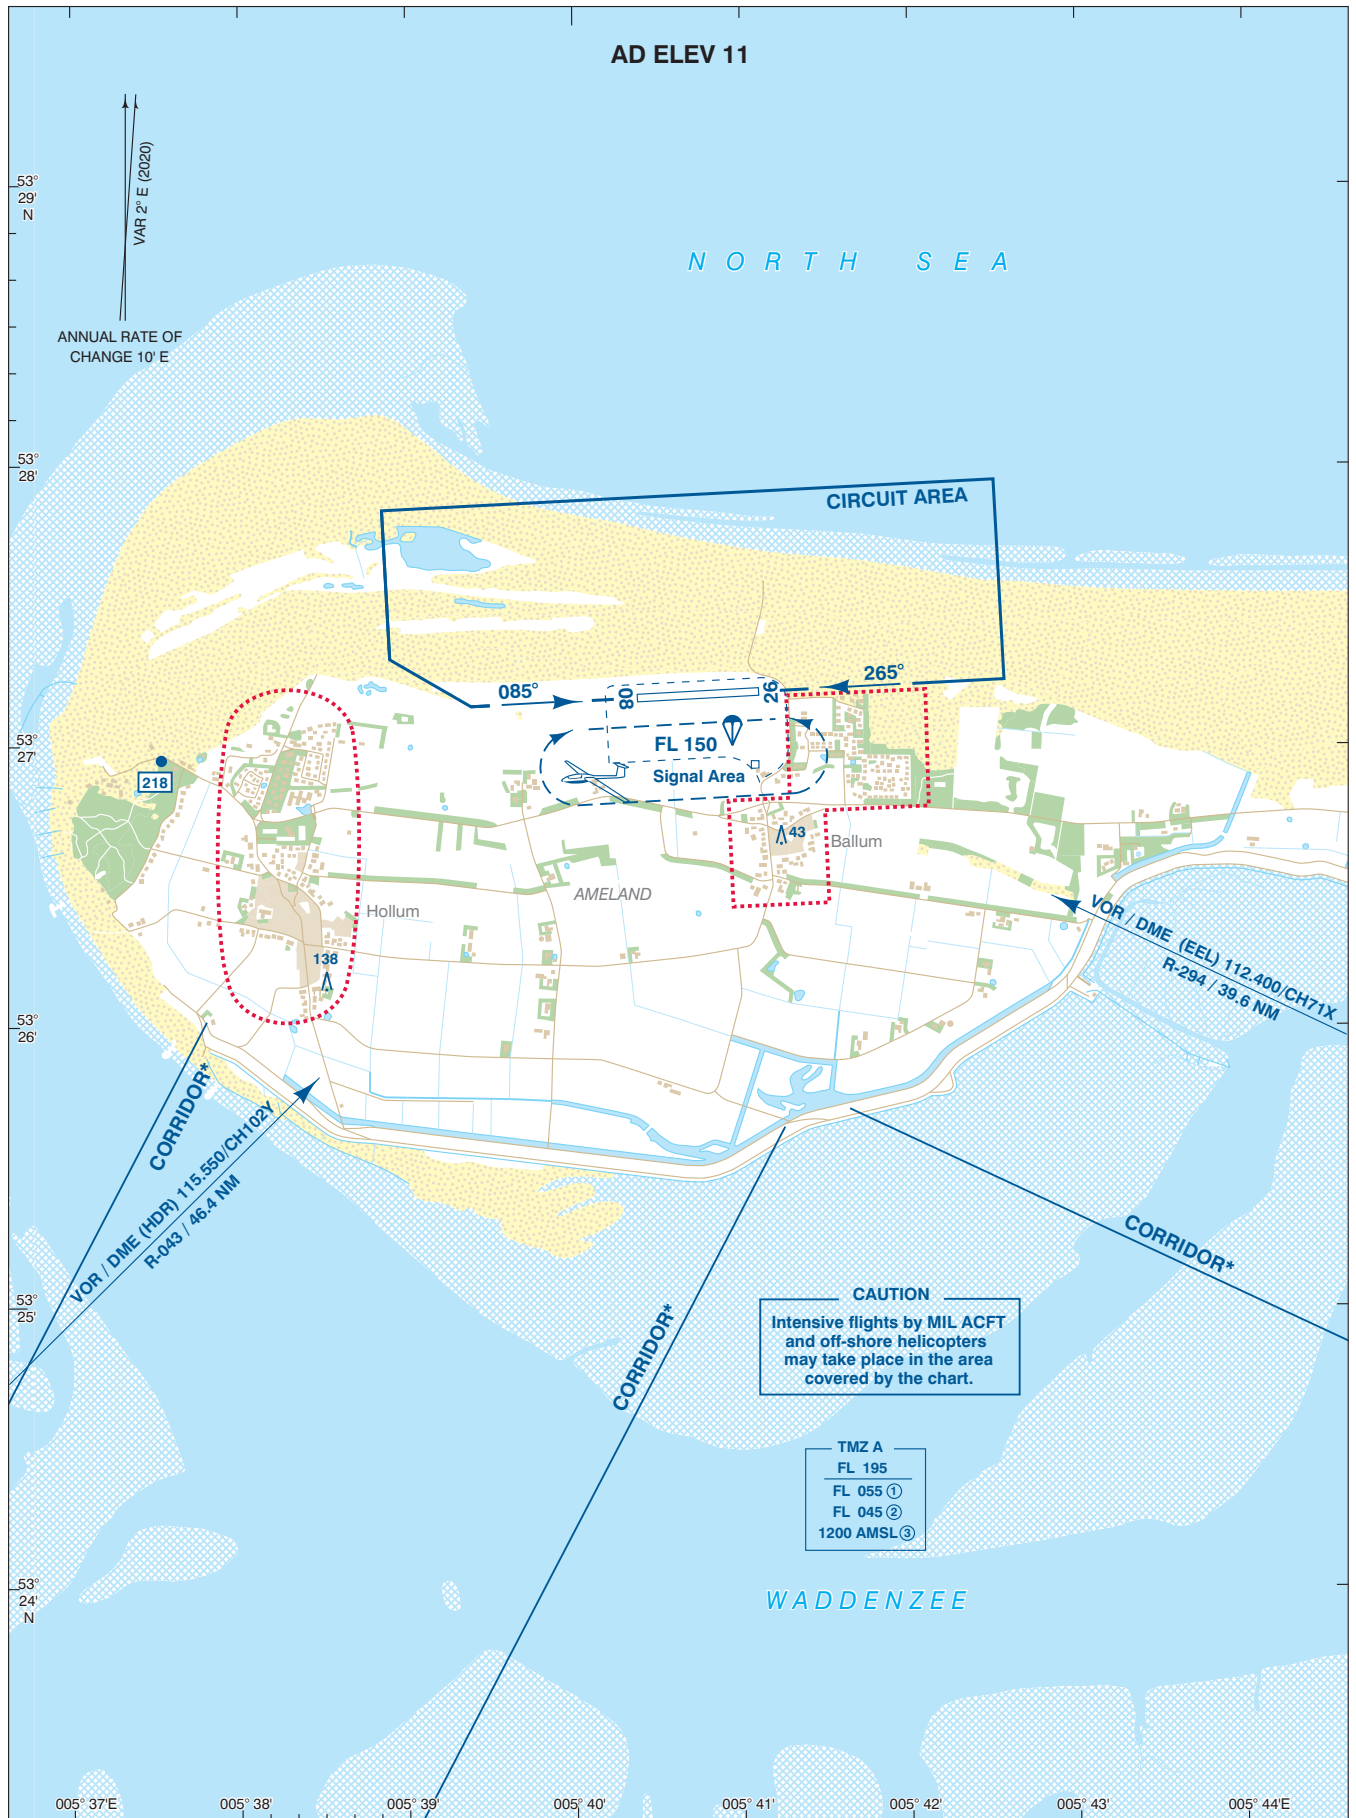 AD ELEV 11
VAR 2° E (2020)
ANNUAL RATE OF
CHANGE 10' E
53°
29'
N
NORTH SEA
53°
28'
CIRCUIT AREA
085°
08
26
265°
53°
27'
FL 150
Signal Area
218
43
Ballum
AMELAND
Hollum
138
VOR / DME (EEL) 112.400/CH71X
R-294 / 39.6 NM
53°
26'
CORRIDOR*
VOR / DME (HDR) 115.550/CH102Y
R-043 / 46.4 NM
CORRIDOR*
CORRIDOR*
53°
25'
CAUTION
Intensive flights by MIL ACFT
and off-shore helicopters
may take place in the area
covered by the chart.
TMZ A
FL 195
FL 055 ①
FL 045 ②
1200 AMSL ③
53°
24'
N
WADDENZEE
005° 37'E
005° 38'
005° 39'
005° 40'
005° 41'
005° 42'
005° 43'
005° 44'E